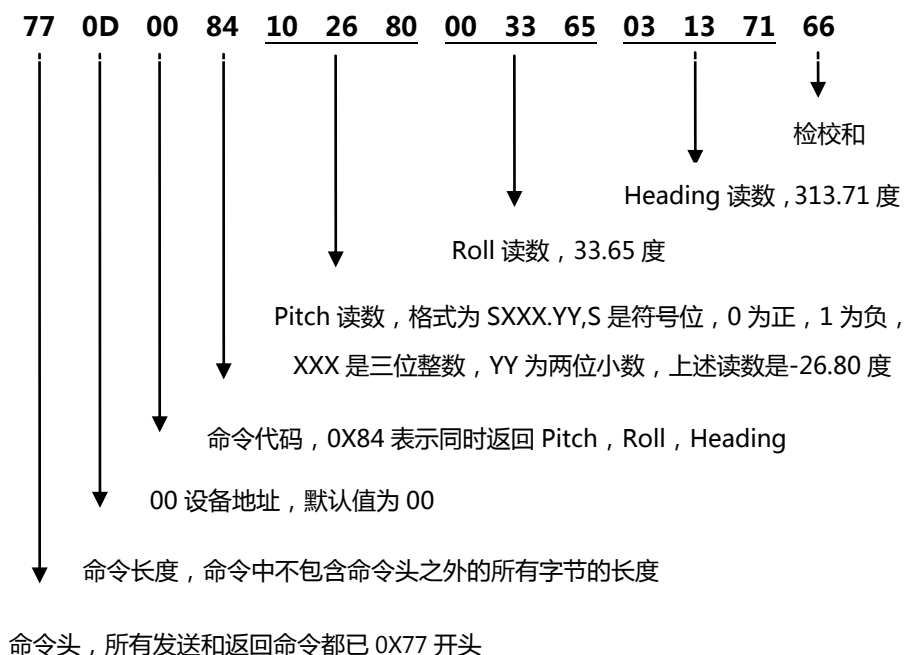 77 0D 00 84 10 26 80 00 33 65 03 13 71 66
检校和
Heading 读数，313.71 度
Roll 读数，33.65 度
Pitch 读数，格式为 SXXX.YY,S 是符号位，0 为正，1 为负，
XXX 是三位整数，YY 为两位小数，上述读数是-26.80 度
命令代码，0X84 表示同时返回 Pitch，Roll，Heading
00 设备地址，默认值为 00
命令长度，命令中不包含命令头之外的所有字节的长度
命令头，所有发送和返回命令都已 0X77 开头